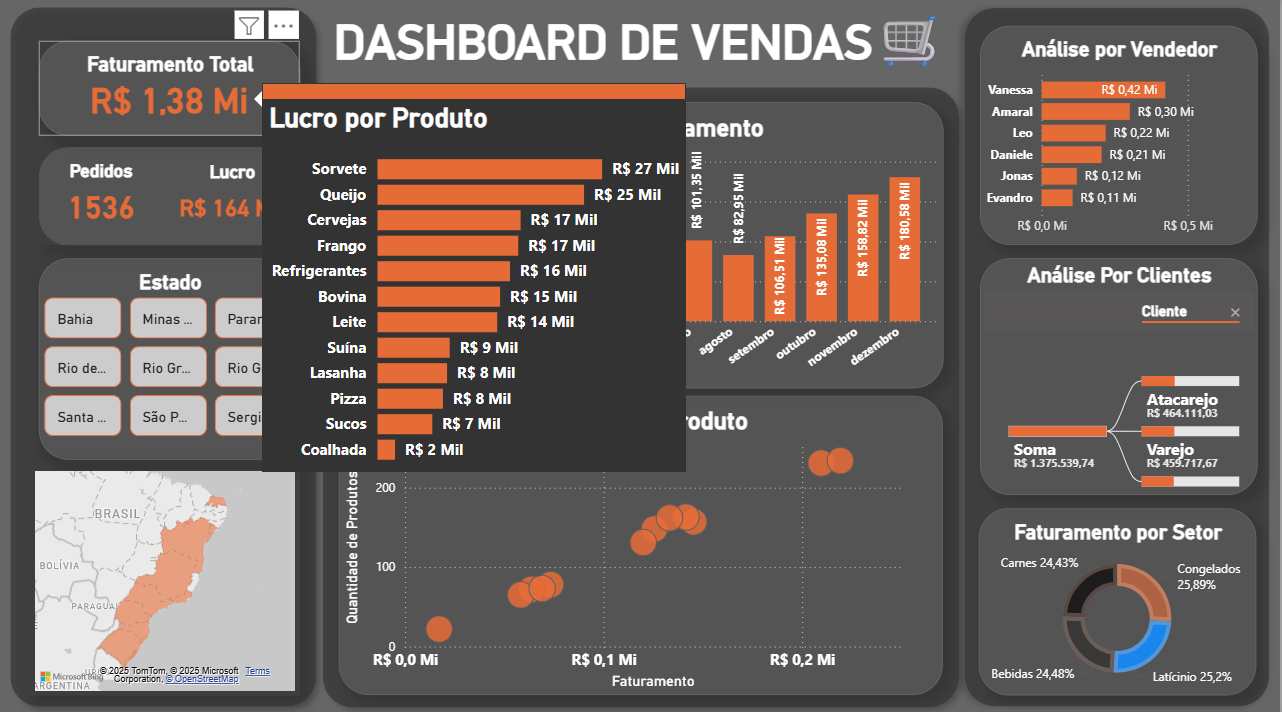 DASHBOARD DE VENDAS
Faturamento Total
R$ 1,38 Mi
Pedidos
1536
Lucro
R$ 164
Estado
Bahia
Minas ...
Paran
Rio de...
Rio Gr...
Rio G
Santa ...
São P...
Sergi
BRASIL
BOLÍVIA
PARAGUAI
ARGENTINA
Microsoft Bing
© 2025 TomTom, © 2025 Microsoft Corporation, © OpenStreetMap
Terms
Lucro por Produto
Sorvete R$ 27 Mil
Queijo R$ 25 Mil
Cervejas R$ 17 Mil
Frango R$ 17 Mil
Refrigerantes R$ 16 Mil
Bovina R$ 15 Mil
Leite R$ 14 Mil
Suína R$ 9 Mil
Lasanha R$ 8 Mil
Pizza R$ 8 Mil
Sucos R$ 7 Mil
Coalhada R$ 2 Mil
amento
R$ 101,35 Mil
R$ 82,95 Mil
R$ 106,51 Mil
R$ 135,08 Mil
R$ 158,82 Mil
R$ 180,58 Mil
o
agosto
setembro
outubro
novembro
dezembro
roduto
Quantidade de Produtos
200
100
0
R$ 0,0 Mi
R$ 0,1 Mi
R$ 0,2 Mi
Faturamento
Análise por Vendedor
Vanessa R$ 0,42 Mi
Amaral R$ 0,30 Mi
Leo R$ 0,22 Mi
Daniele R$ 0,21 Mi
Jonas R$ 0,12 Mi
Evandro R$ 0,11 Mi
R$ 0,0 Mi
R$ 0,5 Mi
Análise Por Clientes
Cliente
Atacarejo
R$ 464.111,03
Soma
R$ 1.375.539,74
Varejo
R$ 459.717,67
Faturamento por Setor
Carnes 24,43%
Congelados
25,89%
Bebidas 24,48%
Latícinio 25,2%